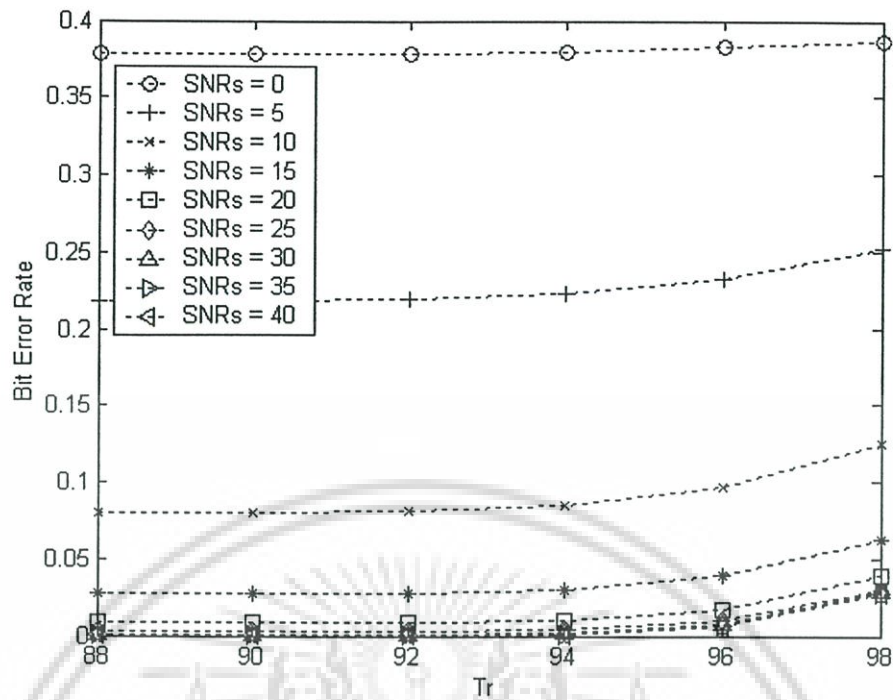 0.4
0.35
0.3
0.25
0.2
0.15
0.1
0.05
0
Bit Error Rate
SNRs = 0
SNRs = 5
SNRs = 10
SNRs = 15
SNRs = 20
SNRs = 25
SNRs = 30
SNRs = 35
SNRs = 40
88 90 92 94 96 98
Tr